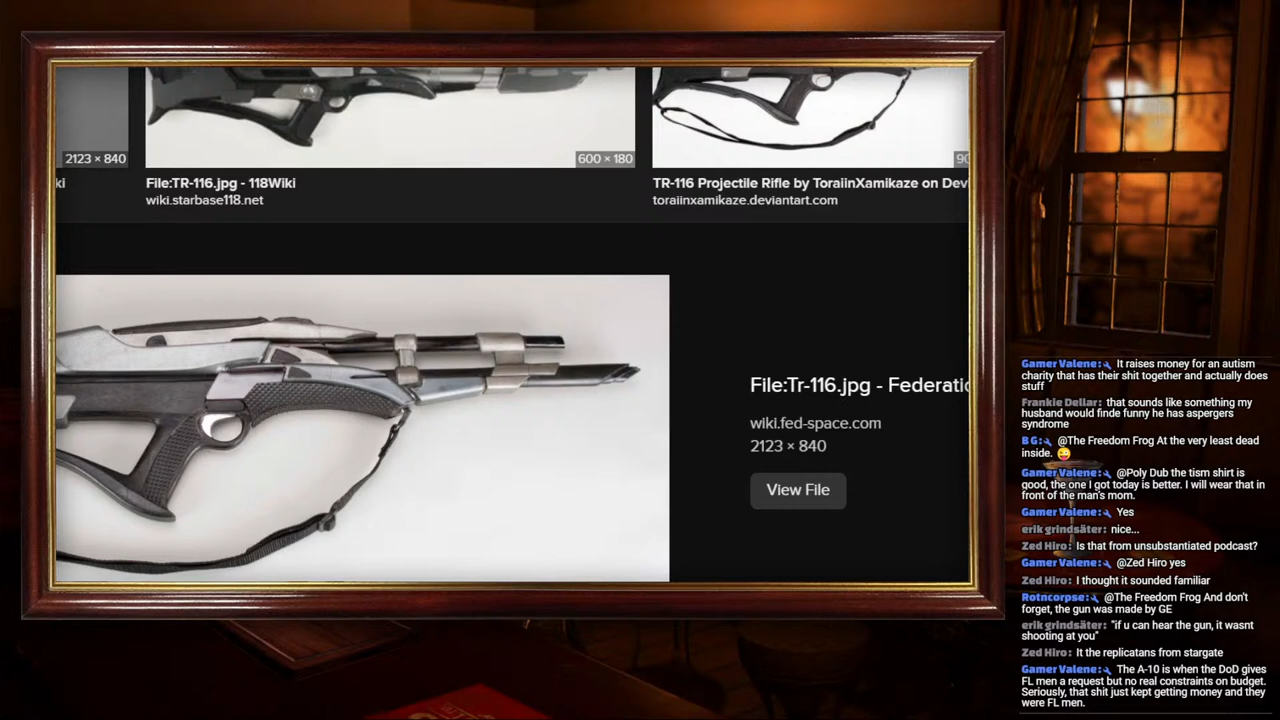 2123 × 840
600 × 180
90
ki
File:TR-116.jpg - 118Wiki
wiki.starbase118.net
TR-116 Projectile Rifle by ToraiinXamikaze on Dev
toraiinxamikaze.deviantart.com
File:Tr-116.jpg - Federatio
wiki.fed-space.com
2123 × 840
View File
Gamer Valene: It raises money for an autism
charity that has their shit together and actually does
stuff
Frankie Dellar: that sounds like something my
husband would finde funny he has aspergers
syndrome
BG: @The Freedom Frog At the very least dead
inside. 😜
Gamer Valene: @Poly Dub the tism shirt is
good, the one I got today is better. I will wear that in
front of the man's mom.
Gamer Valene: Yes
erik grindsäter: nice...
Zed Hiro: Is that from unsubstantiated podcast?
Gamer Valene: @Zed Hiro yes
Zed Hiro: I thought it sounded familiar
Rotncorpse: @The Freedom Frog And don't
forget, the gun was made by GE
erik grindsäter: "if u can hear the gun, it wasnt
shooting at you"
Zed Hiro: It the replicatans from stargate
Gamer Valene: The A-10 is when the DoD gives
FL men a request but no real constraints on budget.
Seriously, that shit just kept getting money and they
were FL men.